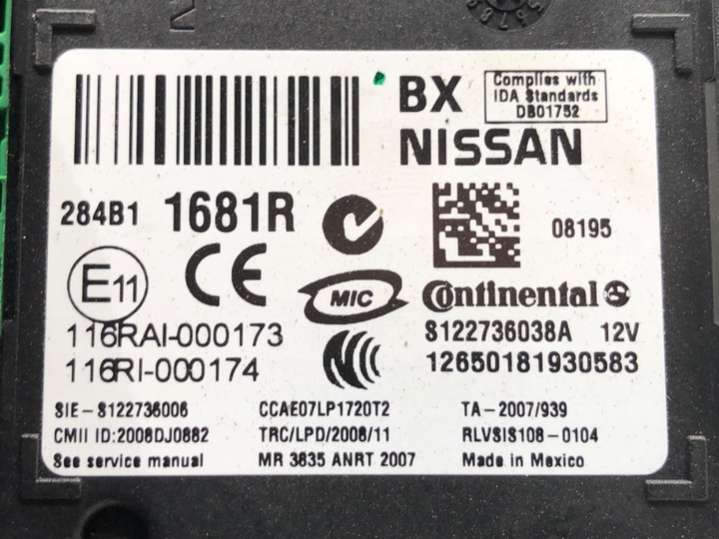 BX
Complies with
IDA Standards
DB01752
NISSAN
284B1 1681R
08195
CE
E11
MIC
Continental
116RAI-000173
S122736038A 12V
116RI-000174
12650181930583
SIE-S122736006 CCAE07LP1720T2 TA-2007/939
CMII ID:2008DJ0882 TRC/LPD/2008/11 RLVSIS108-0104
See service manual MR 3835 ANRT 2007 Made in Mexico